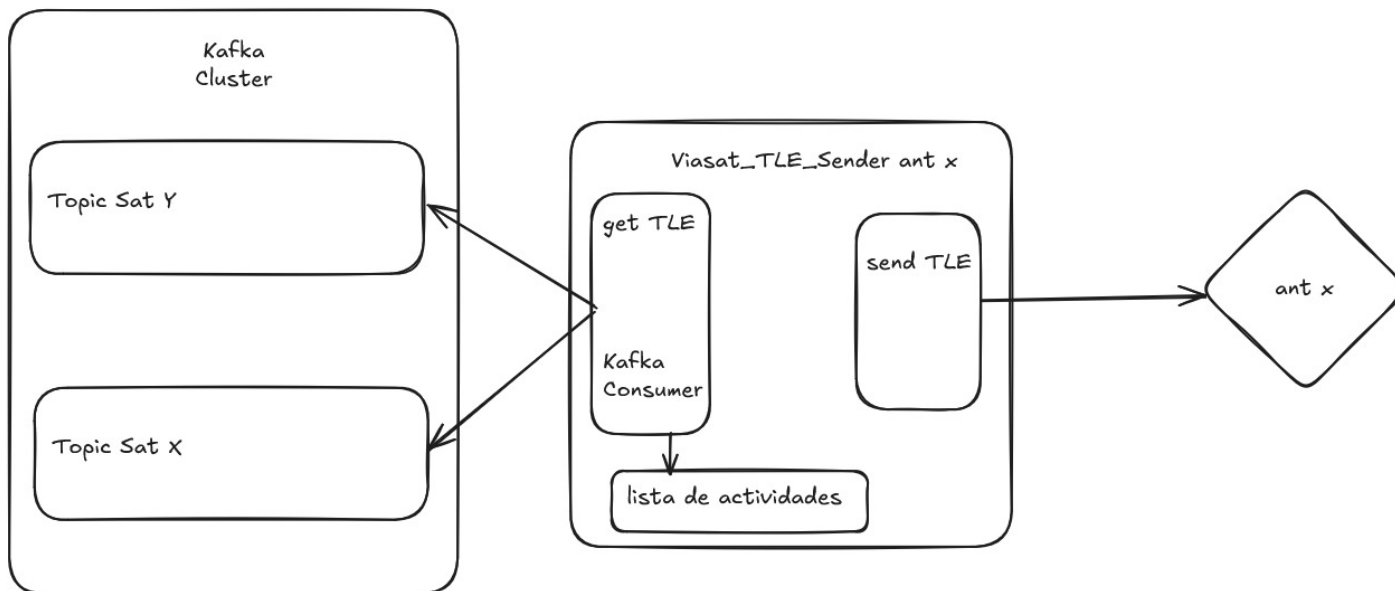 Kafka
Cluster
Topic Sat Y
Topic Sat X
Viasat_TLE_Sender ant x
get TLE
Kafka
Consumer
send TLE
lista de actividades
ant x